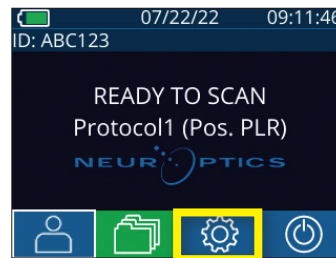 07/22/22 09:11:46
ID: ABC123
READY TO SCAN
Protocol1 (Pos. PLR)
NEUROPTICS